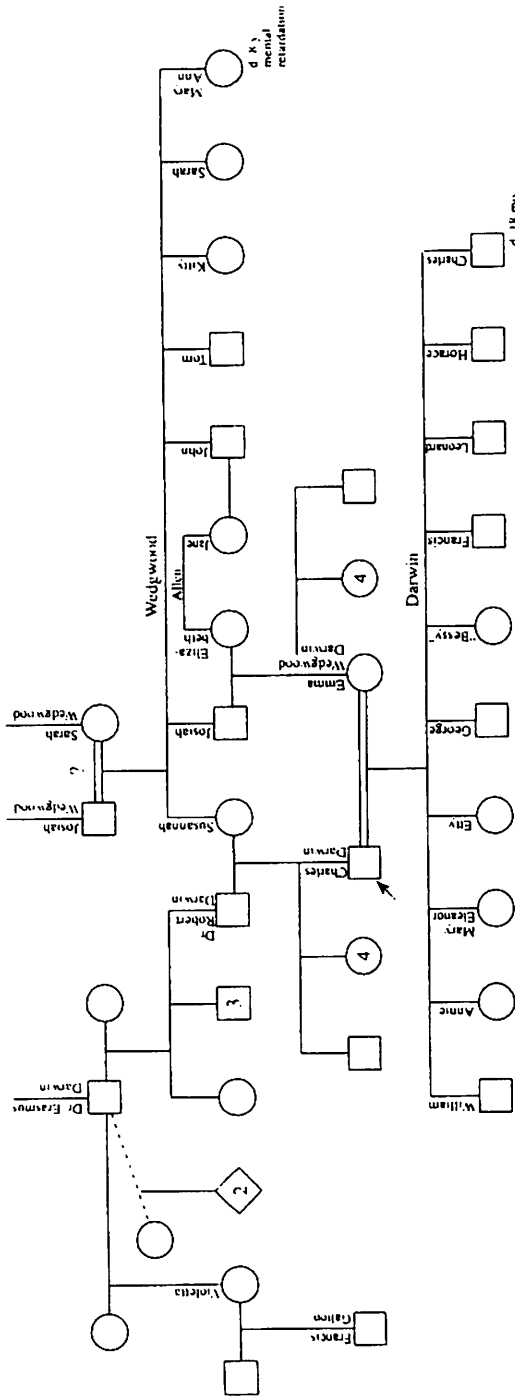 Dr Erasmus
Darwin
Josiah
Wedgwood
?
Sarah
Wedgwood
Violetta
2
3
Dr
Robert
Darwin
Wedgwood
Susannah
Josiah
Allen
Eliza-
beth
Jane
John
Tom
Kitty
Sarah
Mary
Ann
mental
retardation
Francis
Galton
4
Charles
Darwin
Emma
Wedgwood
Darwin
4
Darwin
William
Annie
Mary
Eleanor
Etty
George
"Bessy"
Francis
Leonard
Horace
Charles